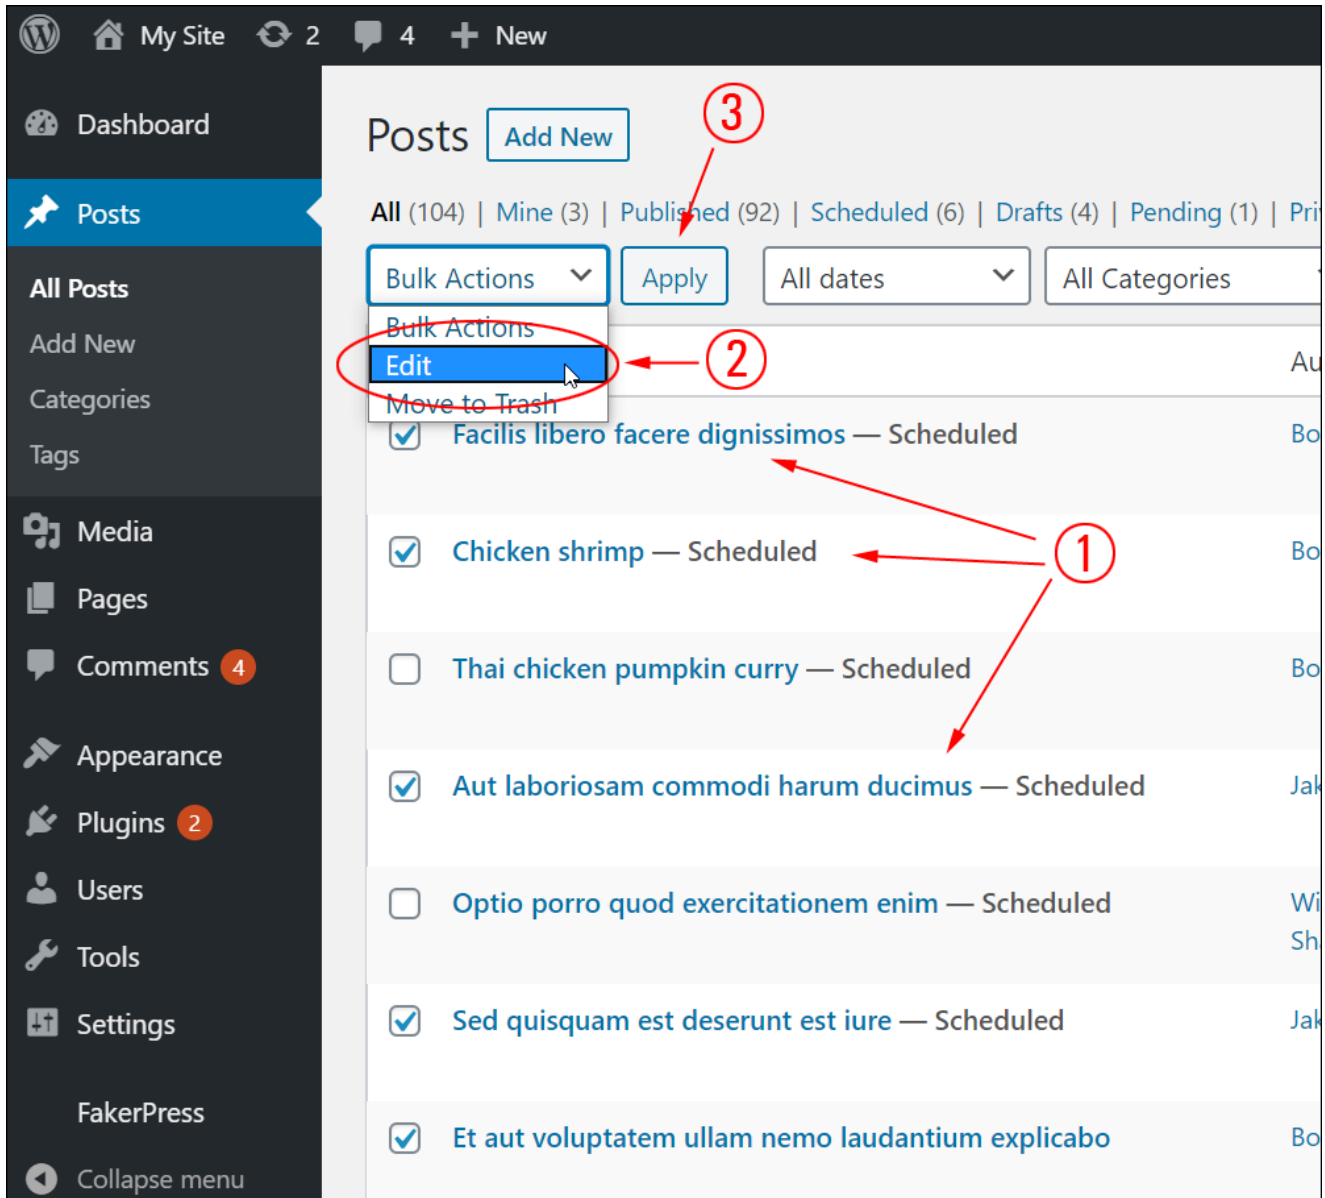 My Site 2 4 New
Dashboard
Posts
All Posts
Add New
Categories
Tags
Media
Pages
Comments 4
Appearance
Plugins 2
Users
Tools
Settings
FakerPress
Collapse menu
Posts Add New
3
All (104) | Mine (3) | Published (92) | Scheduled (6) | Drafts (4) | Pending (1) |
Bulk Actions Apply All dates All Categories
Bulk Actions
Edit
2
Move to Trash
Facilis libero facere dignissimos — Scheduled
1
Chicken shrimp — Scheduled
Thai chicken pumpkin curry — Scheduled
Aut laboriosam commodi harum ducimus — Scheduled
Optio porro quod exercitationem enim — Scheduled
Sed quisquam est deserunt est iure — Scheduled
Et aut voluptatem ullam nemo laudantium explicabo